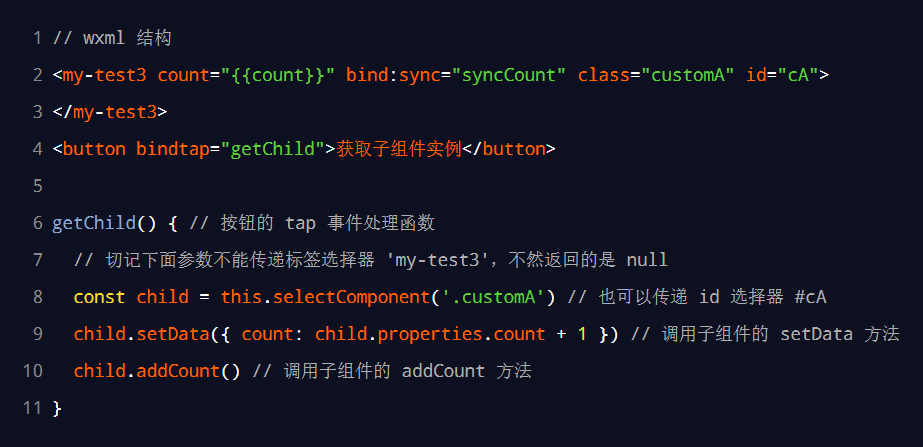 1 // wxml 结构
2 <my-test3 count="{{count}}" bind:sync="syncCount" class="customA" id="cA">
3 </my-test3>
4 <button bindtap="getChild">获取子组件实例</button>
5
6 getChild() { // 按钮的 tap 事件处理函数
7   // 切记下面参数不能传递标签选择器 'my-test3'，不然返回的是 null
8   const child = this.selectComponent('.customA') // 也可以传递 id 选择器 #cA
9   child.setData({ count: child.properties.count + 1 }) // 调用子组件的 setData 方法
10   child.addCount() // 调用子组件的 addCount 方法
11 }